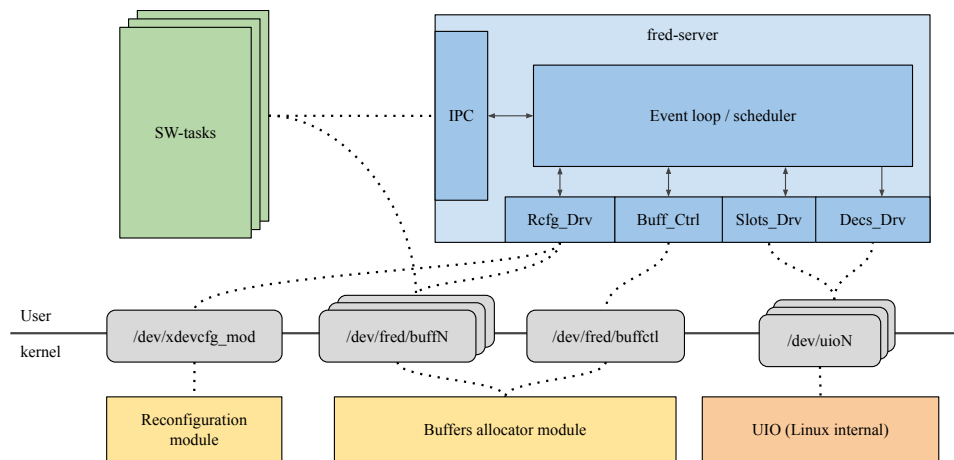 fred-server
SW-tasks
IPC
Event loop / scheduler
Rcfg_Drv
Buff_Ctrl
Slots_Drv
Decs_Drv
User
kernel
/dev/xdevcfg_mod
/dev/fred/buffN
/dev/fred/buffctl
/dev/uioN
Reconfiguration
module
Buffers allocator module
UIO (Linux internal)